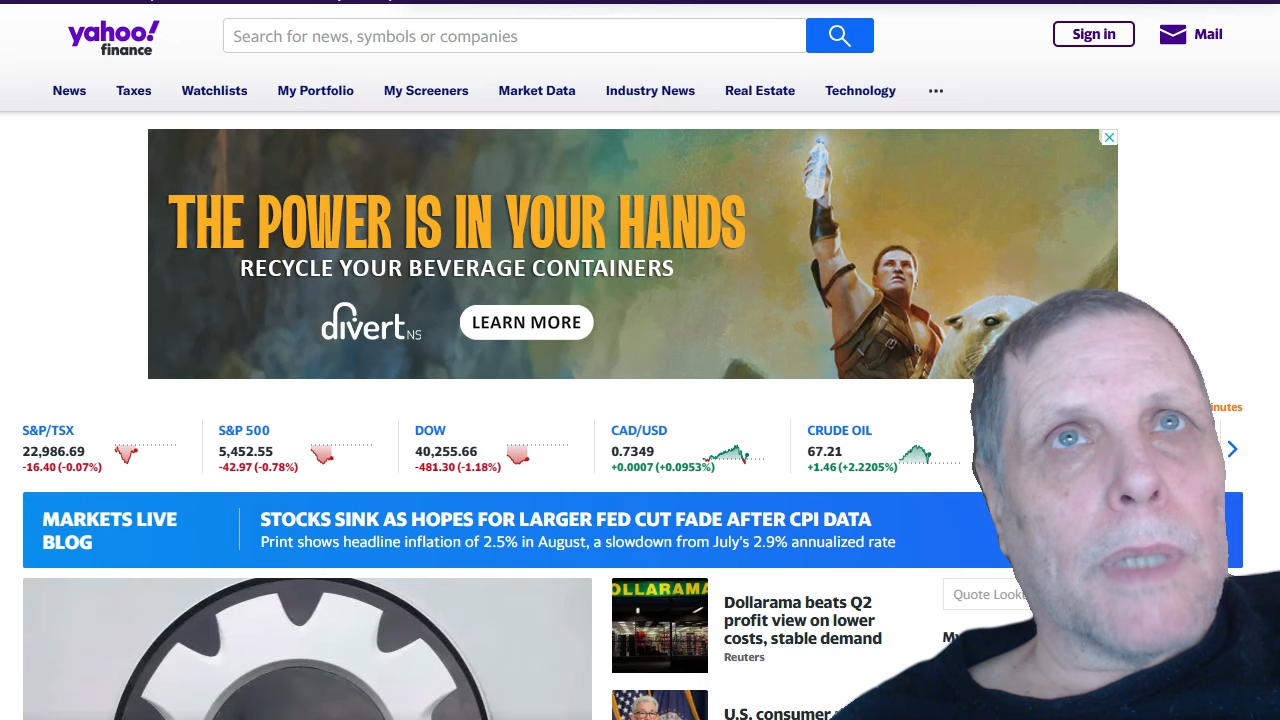 yahoo!
finance
Search for news, symbols or companies
Sign in
Mail
News Taxes Watchlists My Portfolio My Screeners Market Data Industry News Real Estate Technology ...
THE POWER IS IN YOUR HANDS
RECYCLE YOUR BEVERAGE CONTAINERS
divert NS
LEARN MORE
S&P/TSX
22,986.69
-16.40 (-0.07%)
S&P 500
5,452.55
-42.97 (-0.78%)
DOW
40,255.66
-481.30 (-1.18%)
CAD/USD
0.7349
+0.0007 (+0.0953%)
CRUDE OIL
67.21
+1.46 (+2.2205%)
MARKETS LIVE
BLOG
STOCKS SINK AS HOPES FOR LARGER FED CUT FADE AFTER CPI DATA
Print shows headline inflation of 2.5% in August, a slowdown from July's 2.9% annualized rate
OLLARAMA
Dollarama beats Q2
profit view on lower
costs, stable demand
Reuters
Quote
U.S. consumer